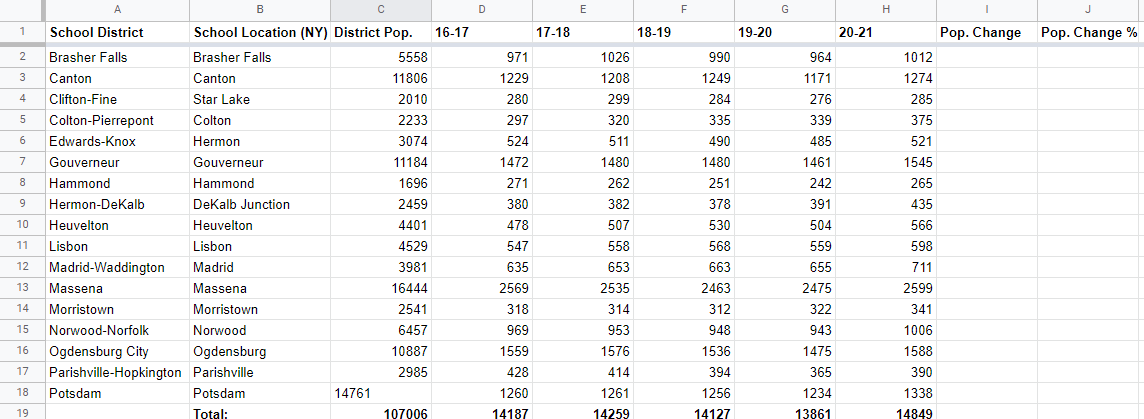 A B C D E F G H I J
1 School District School Location (NY) District Pop. 16-17 17-18 18-19 19-20 20-21 Pop. Change Pop. Change %
2 Brasher Falls Brasher Falls 5558 971 1026 990 964 1012
3 Canton Canton 11806 1229 1208 1249 1171 1274
4 Clifton-Fine Star Lake 2010 280 299 284 276 285
5 Colton-Pierrepont Colton 2233 297 320 335 339 375
6 Edwards-Knox Hermon 3074 524 511 490 485 521
7 Gouverneur Gouverneur 11184 1472 1480 1480 1461 1545
8 Hammond Hammond 1696 271 262 251 242 265
9 Hermon-DeKalb DeKalb Junction 2459 380 382 378 391 435
10 Heuvelton Heuvelton 4401 478 507 530 504 566
11 Lisbon Lisbon 4529 547 558 568 559 598
12 Madrid-Waddington Madrid 3981 635 653 663 655 711
13 Massena Massena 16444 2569 2535 2463 2475 2599
14 Morristown Morristown 2541 318 314 312 322 341
15 Norwood-Norfolk Norwood 6457 969 953 948 943 1006
16 Ogdensburg City Ogdensburg 10887 1559 1576 1536 1475 1588
17 Parishville-Hopkington Parishville 2985 428 414 394 365 390
18 Potsdam Potsdam 14761 1260 1261 1256 1234 1338
19 Total: 107006 14187 14259 14127 13861 14849